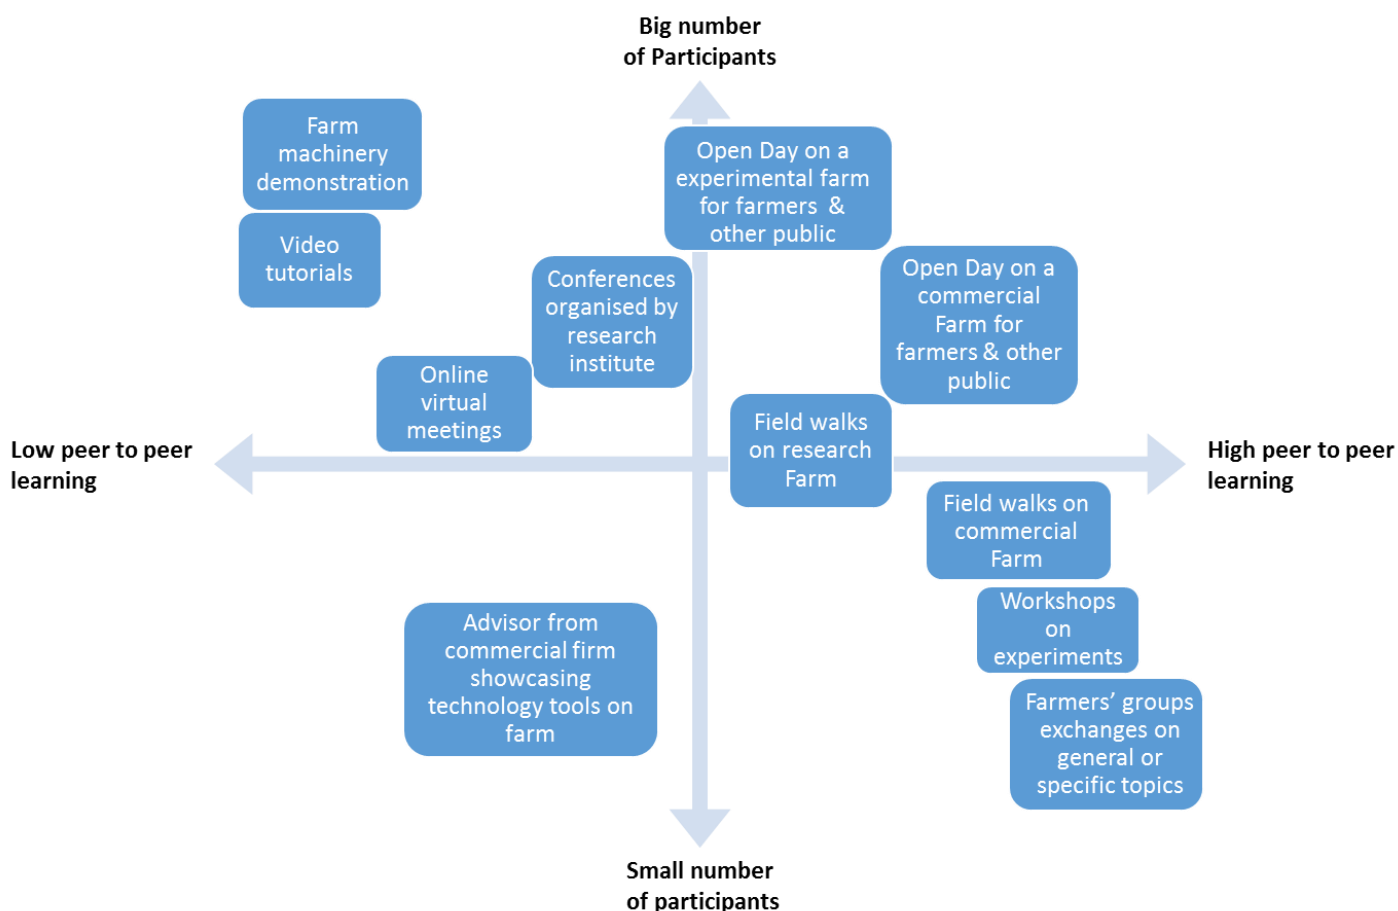 Big number
of Participants
Farm
machinery
demonstration
Open Day on a
experimental farm
for farmers &
other public
Video
tutorials
Conferences
organised by
research
institute
Open Day on a
commercial
Farm for
farmers & other
public
Online
virtual
meetings
Field walks
on research
Farm
Low peer to peer
learning
High peer to peer
learning
Field walks on
commercial
Farm
Workshops
on
experiments
Advisor from
commercial firm
showcasing
technology tools on
farm
Farmers’ groups
exchanges on
general or
specific topics
Small number
of participants